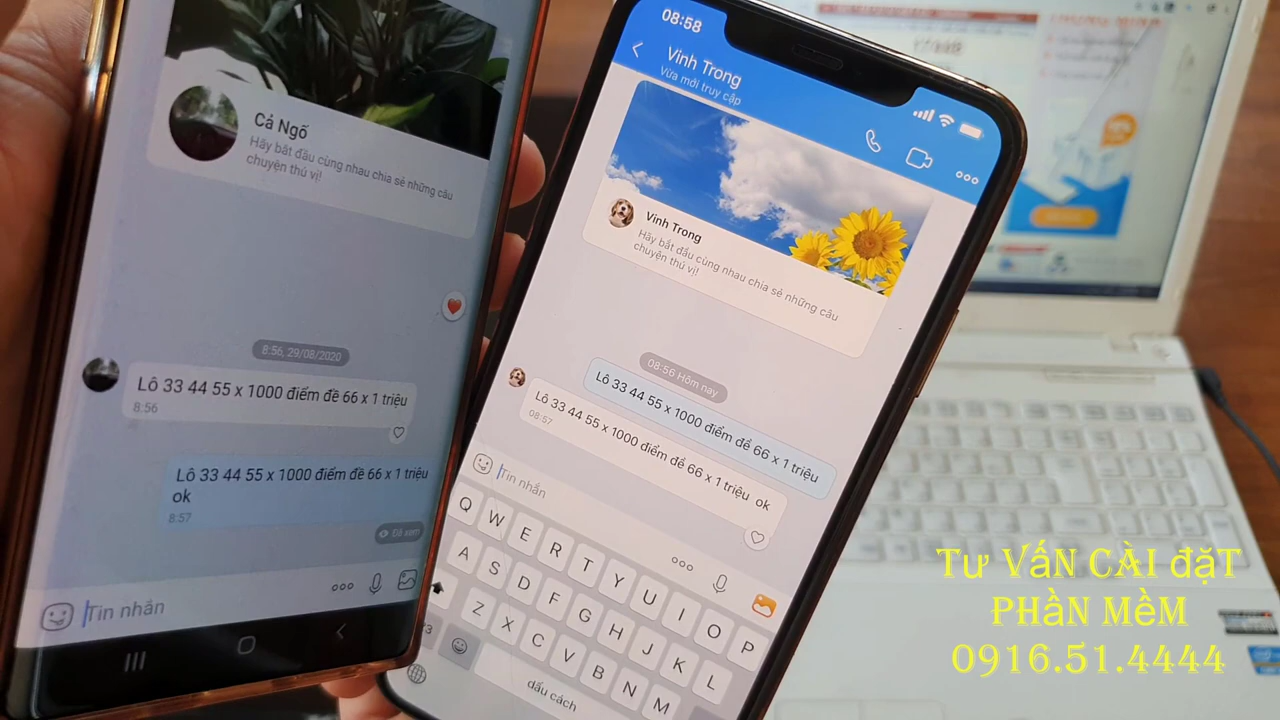 Cả Ngố
Hãy bắt đầu cùng nhau chia sẻ những câu
chuyện thú vị!
8:56, 29/08/2020
Lô 33 44 55 x 1000 điểm đề 66 x 1 triệu
8:56
Lô 33 44 55 x 1000 điểm đề 66 x 1 triệu
ok
8:57
Đã xem
Tin nhắn
08:58
Vinh Trong
Vừa mới truy cập
Vinh Trong
Hãy bắt đầu cùng nhau chia sẻ những câu
chuyện thú vị!
08:56 Hôm nay
Lô 33 44 55 x 1000 điểm đề 66 x 1 triệu
Lô 33 44 55 x 1000 điểm đề 66 x 1 triệu ok
08:57
Tin nhắn
Q W E R T Y U I O P
A S D F G H J K L
Z X C V B N M
dấu cách
Tư VấN CÀI đặT
PHầN MềM
0916.51.4444